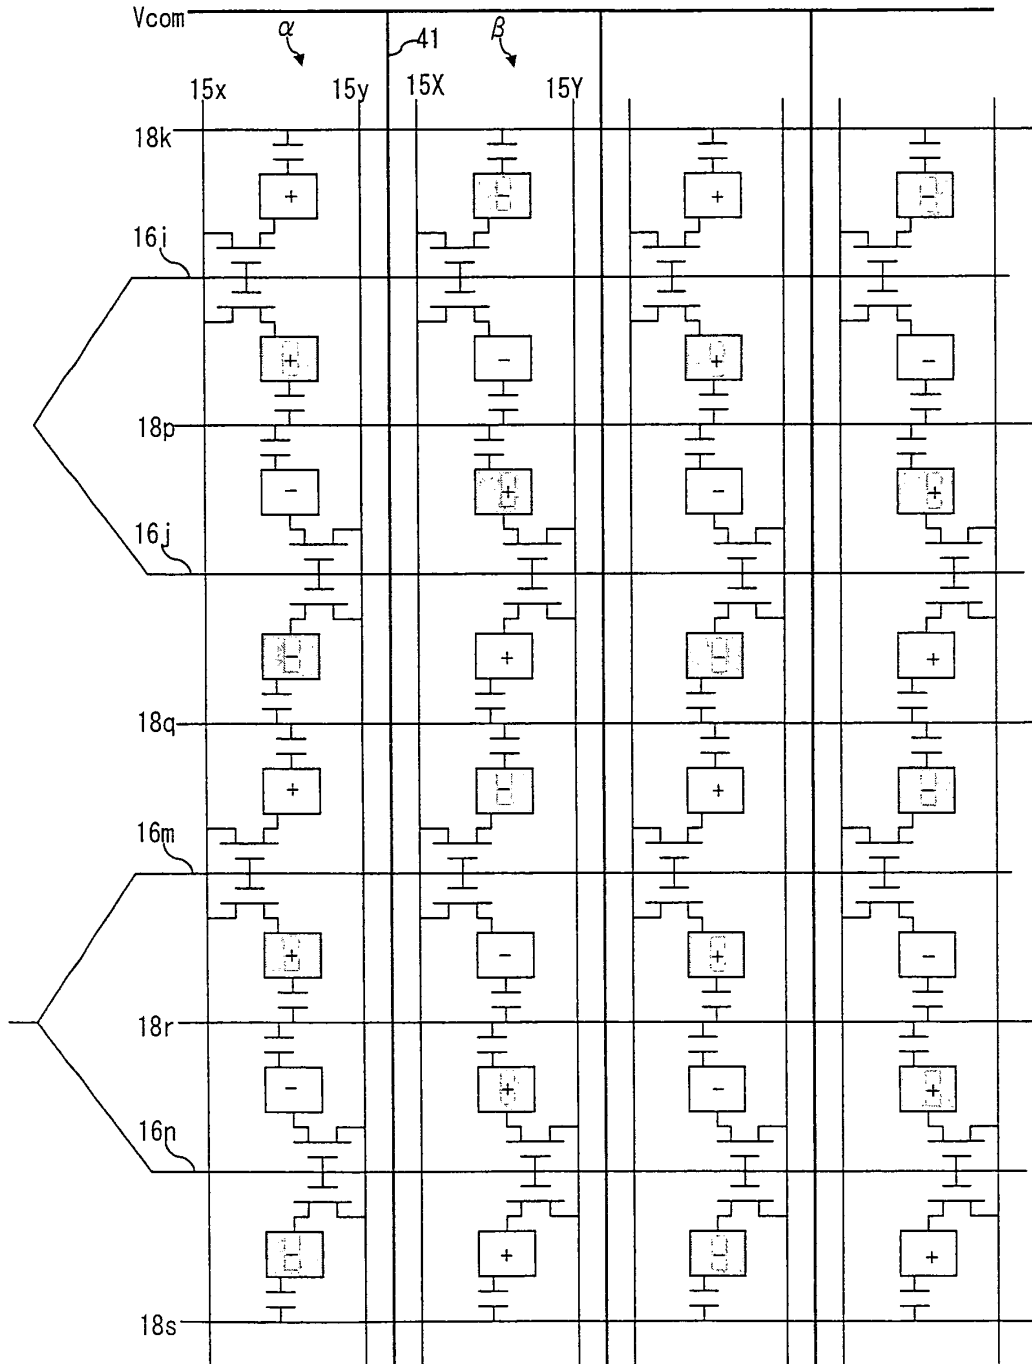 Vcom
α 41 β
15x 15y 15X 15Y
18k
+ - + -
16i
+ - + -
18p
- + - +
16j
- + - +
18q
+ - + -
16m
+ - + -
18r
- + - +
16n
- + - +
18s